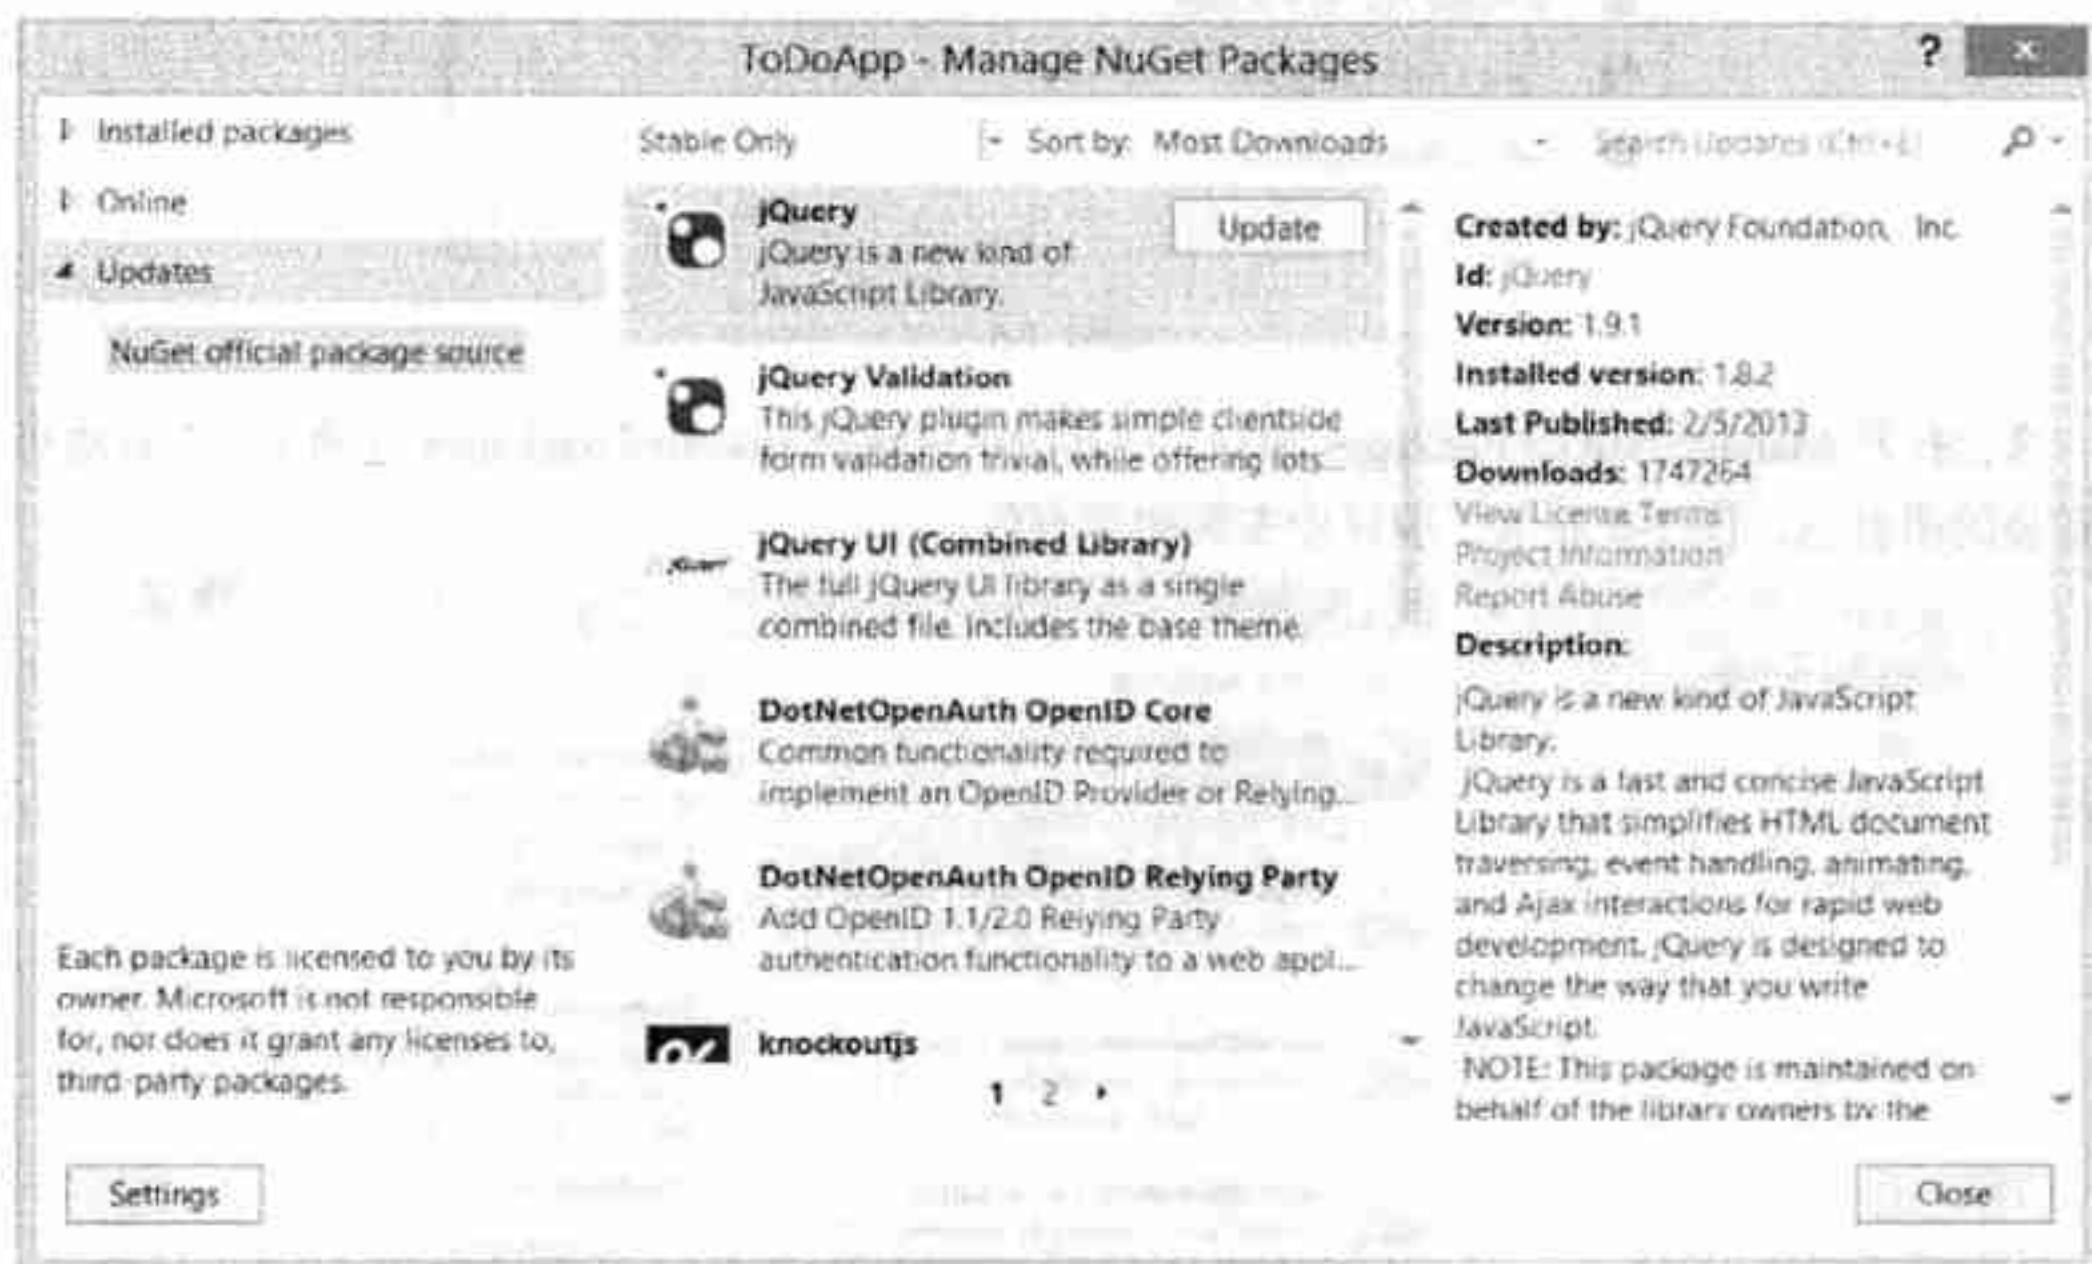 ToDoApp - Manage NuGet Packages
?
×
Installed packages
Online
Updates
NuGet official package source
Each package is licensed to you by its
owner. Microsoft is not responsible
for, nor does it grant any licenses to,
third-party packages.
Settings
Stable Only
Sort by: Most Downloads
Search Updates (Ctrl+E)
jQuery
Update
jQuery is a new kind of
JavaScript Library.
jQuery Validation
This jQuery plugin makes simple clientside
form validation trivial, while offering lots...
jQuery UI (Combined Library)
The full jQuery UI library as a single
combined file. Includes the base theme.
DotNetOpenAuth OpenID Core
Common functionality required to
implement an OpenID Provider or Relying...
DotNetOpenAuth OpenID Relying Party
Add OpenID 1.1/2.0 Relying Party
authentication functionality to a web appl...
knockoutjs
1 2
Created by: jQuery Foundation, Inc.
Id: jQuery
Version: 1.9.1
Installed version: 1.8.2
Last Published: 2/5/2013
Downloads: 1747264
View License Terms
Project Information
Report Abuse
Description:
jQuery is a new kind of JavaScript
Library.
jQuery is a fast and concise JavaScript
Library that simplifies HTML document
traversing, event handling, animating,
and Ajax interactions for rapid web
development. jQuery is designed to
change the way that you write
JavaScript.
NOTE: This package is maintained on
behalf of the library owners by the
Close